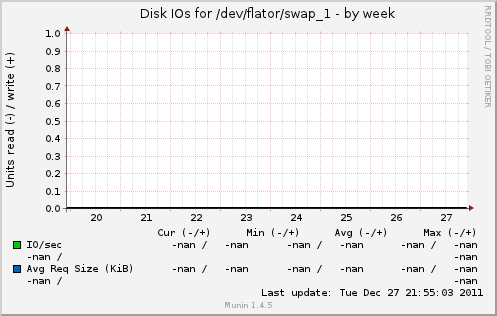 Disk IOs for /dev/flator/swap_1 - by week
RRDTOOL / TOBI OETIKER
Units read (-) / write (+)
1.0
0.9
0.8
0.7
0.6
0.5
0.4
0.3
0.2
0.1
0.0
20 21 22 23 24 25 26 27
Cur (-/+) Min (-/+) Avg (-/+) Max (-/+)
IO/sec -nan / -nan -nan / -nan -nan / -nan
-nan / -nan
Avg Req Size (KiB) -nan / -nan -nan / -nan -nan / -nan
-nan / -nan
Last update: Tue Dec 27 21:55:03 2011
Munin 1.4.5